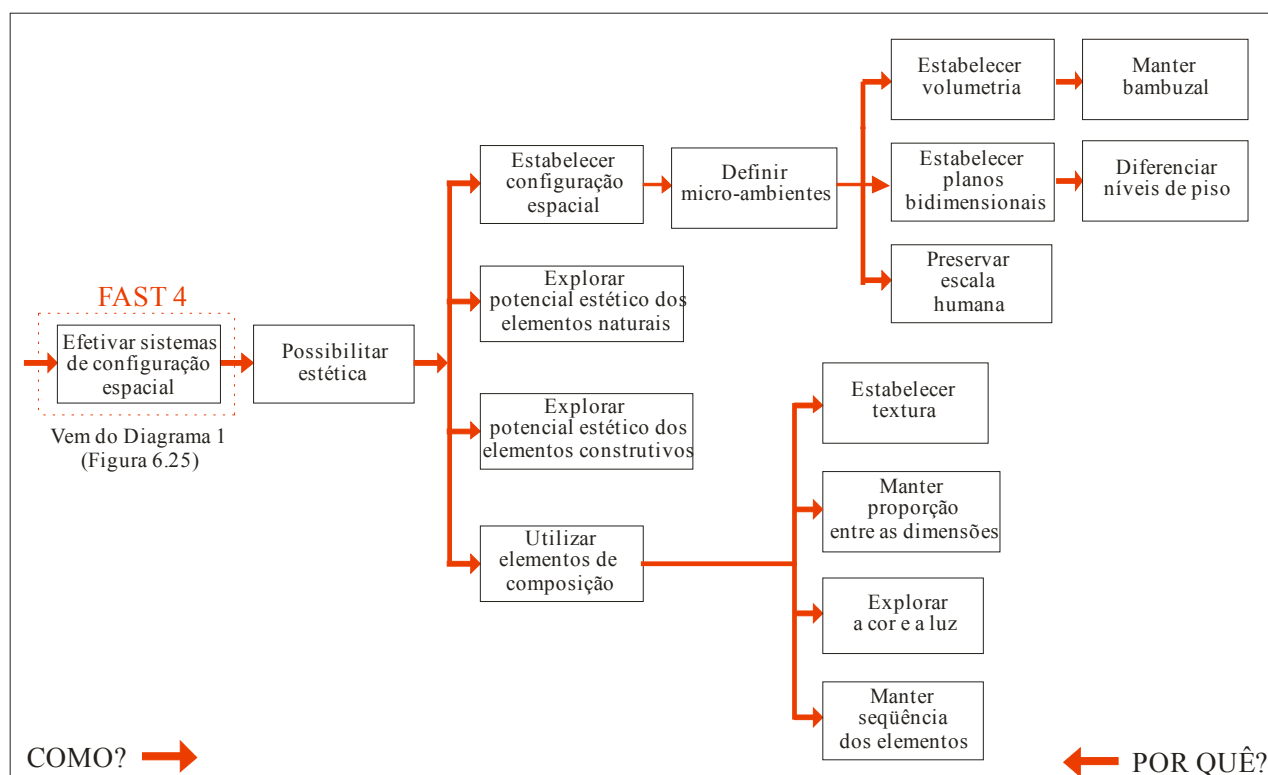 FAST 4
Efetivar sistemas
de configuração
espacial
Vem do Diagrama 1
(Figura 6.25)
Possibilitar
estética
Estabelecer
configuração
espacial
Definir
micro-ambientes
Estabelecer
volumetria
Manter
bambuzal
Estabelecer
planos
bidimensionais
Diferenciar
níveis de piso
Preservar
escala
humana
Explorar
potencial estético dos
elementos naturais
Explorar
potencial estético dos
elementos construtivos
Utilizar
elementos de
composição
Estabelecer
textura
Manter
proporção
entre as dimensões
Explorar
a cor e a luz
Manter
seqüência
dos elementos
COMO?
POR QUÊ?